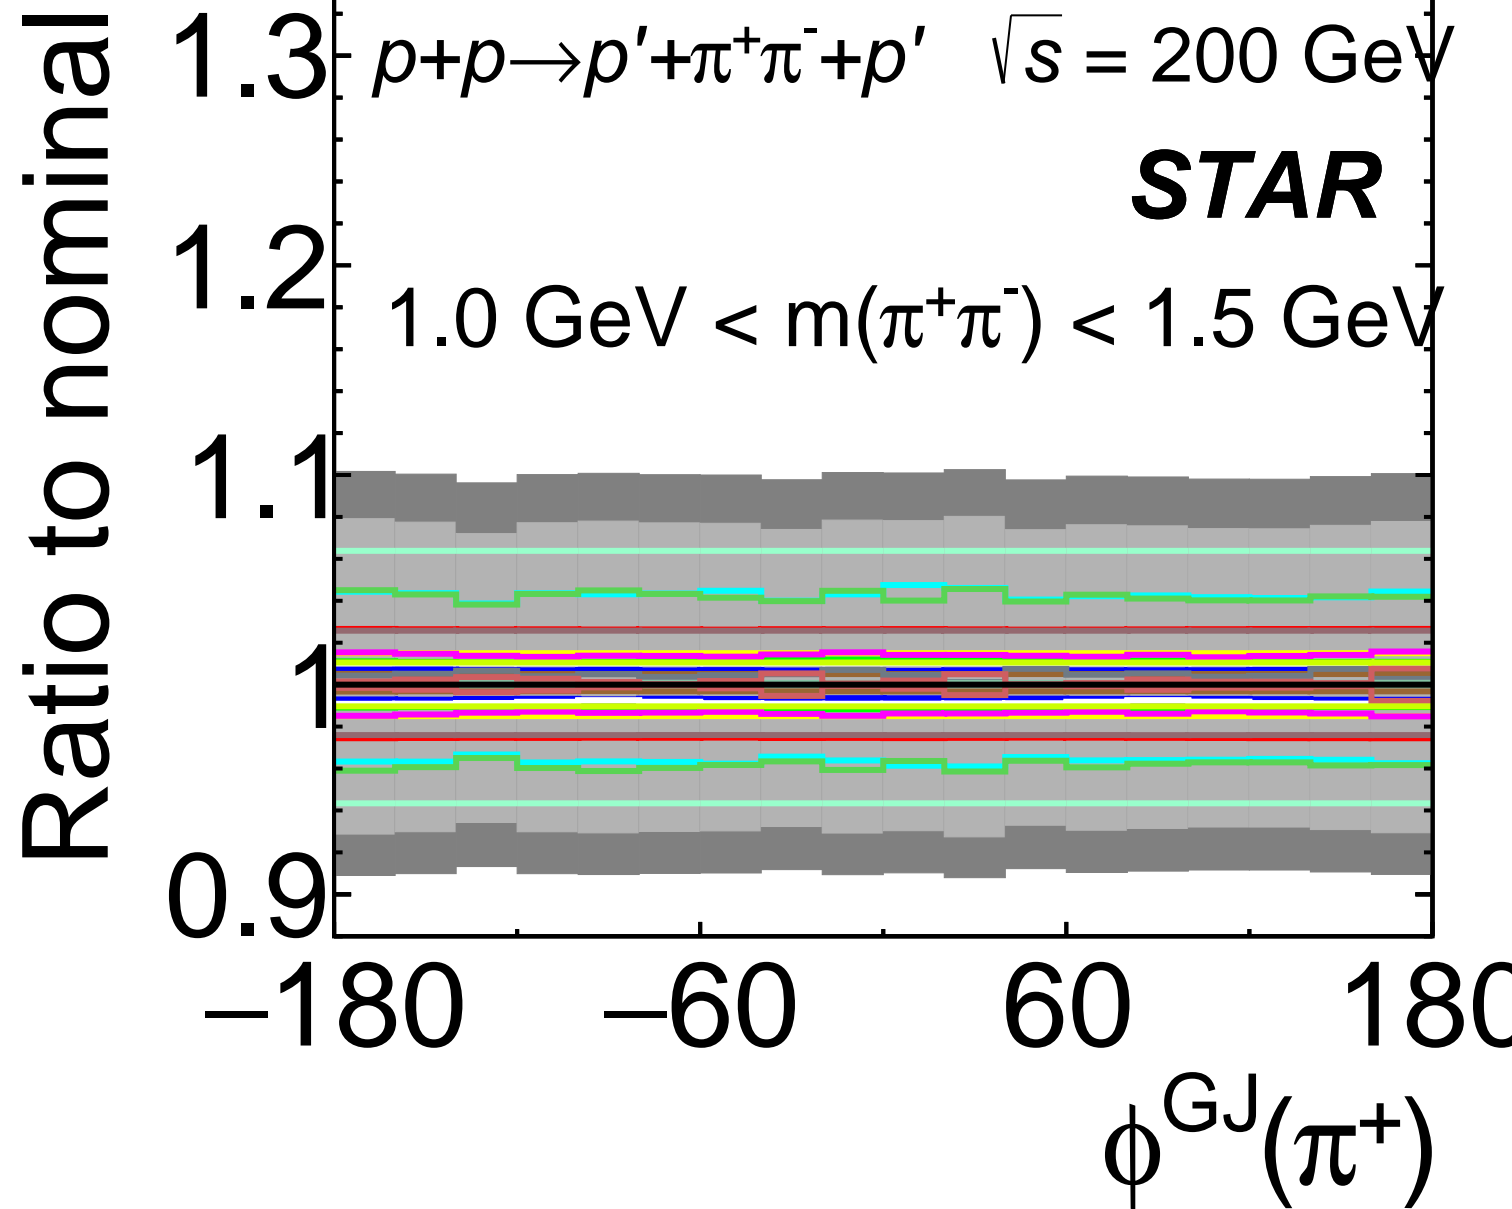 Ratio to nominal
1.3
1.2
1.1
1
0.9
p+p→p′+π⁺π⁻+p′ √s = 200 GeV
STAR
1.0 GeV < m(π⁺π⁻) < 1.5 GeV
−180 −60 60 180
ϕ^GJ(π⁺)